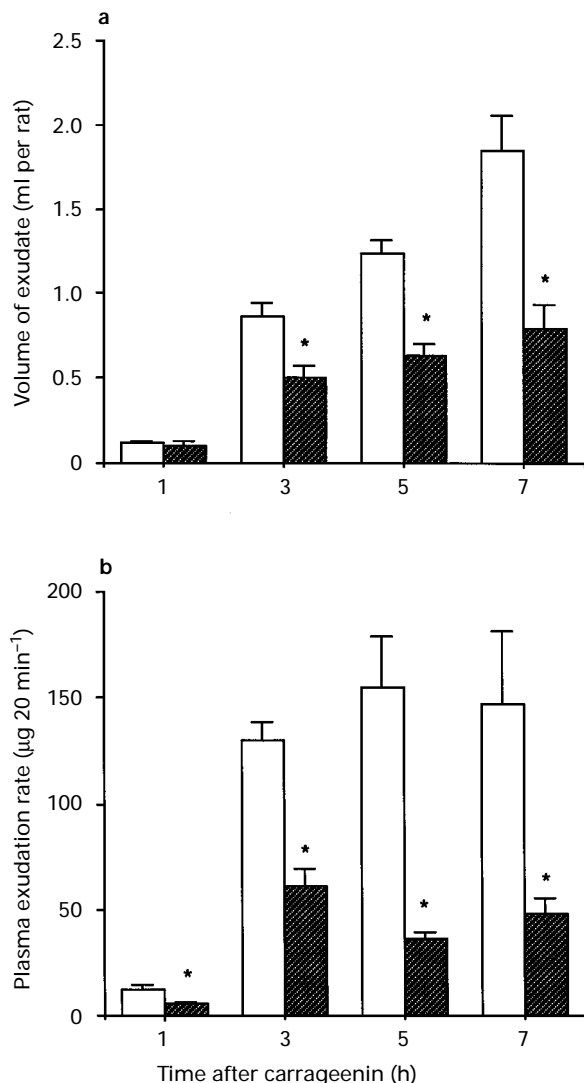 a
Volume of exudate (ml per rat)
2.5
2.0
1.5
1.0
0.5
0
*
*
*
1 3 5 7
b
Plasma exudation rate (µg 20 min⁻¹)
200
150
100
50
0
*
*
*
*
1 3 5 7
Time after carrageenin (h)